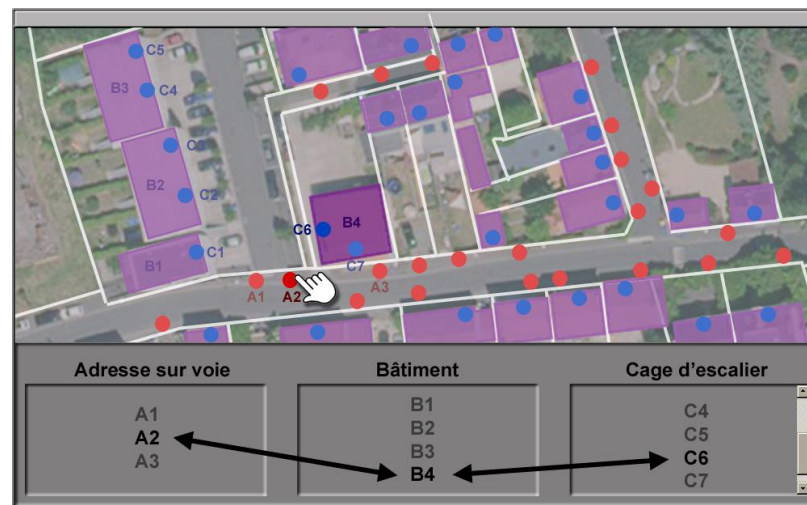 C5
B3
C4
C3
B2
C2
C6
B4
C1
B1
C7
A1
A2
A3
Adresse sur voie
Bâtiment
Cage d'escalier
A1
A2
A3
B1
B2
B3
B4
C4
C5
C6
C7